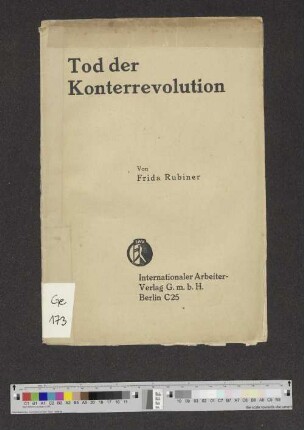 Tod der
Konterrevolution
Von
Frida Rubiner
Internationaler Arbeiter-
Verlag G. m. b. H.
Berlin C25
Ge
173